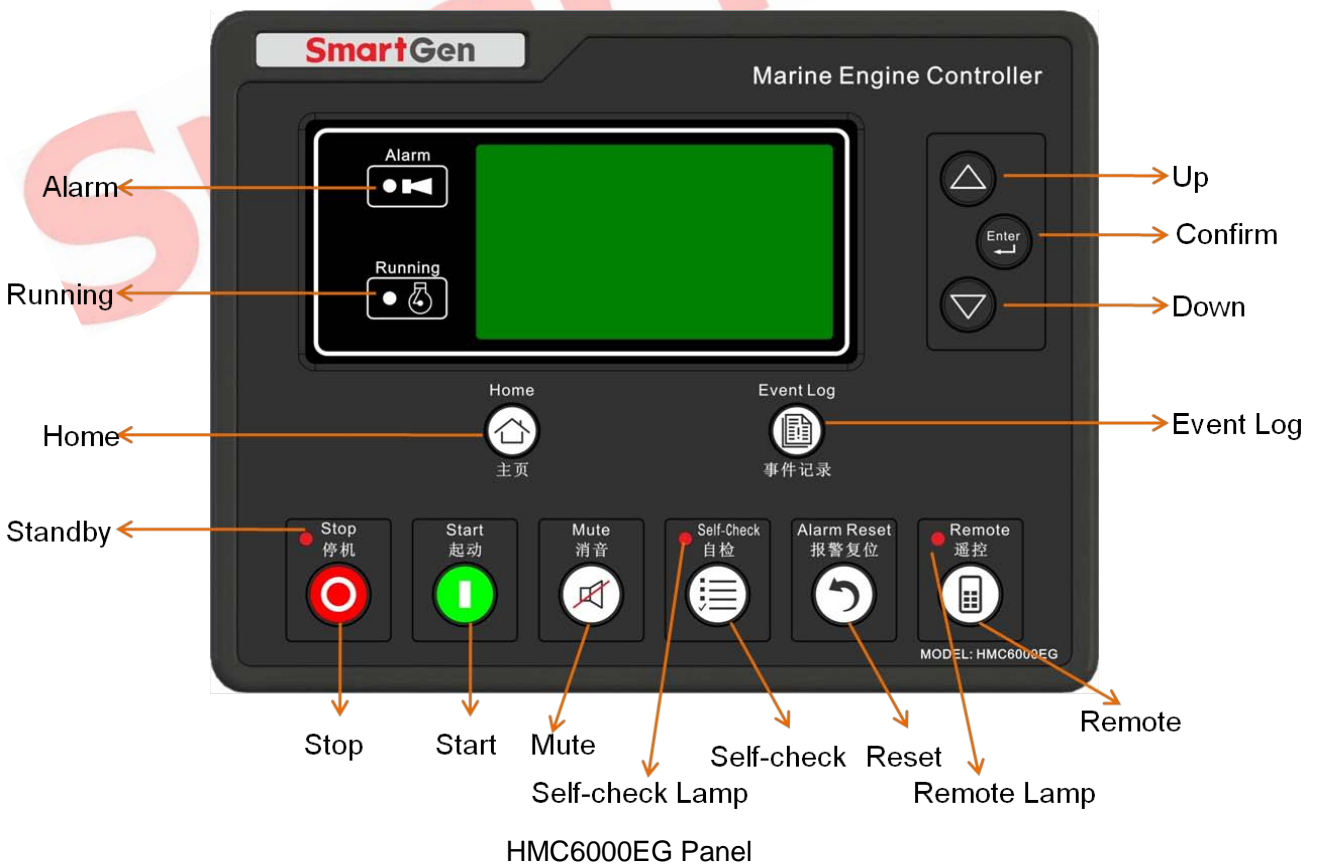 SmartGen
Marine Engine Controller
Alarm
Alarm
Up
Enter
Confirm
Running
Running
Down
Home
Event Log
Home
Event Log
主页
事件记录
Standby
Stop
停机
Start
起动
Mute
消音
Self-Check
自检
Alarm Reset
报警复位
Remote
遥控
MODEL: HMC6000EG
Remote
Stop
Start
Mute
Self-check
Reset
Self-check Lamp
Remote Lamp
HMC6000EG Panel